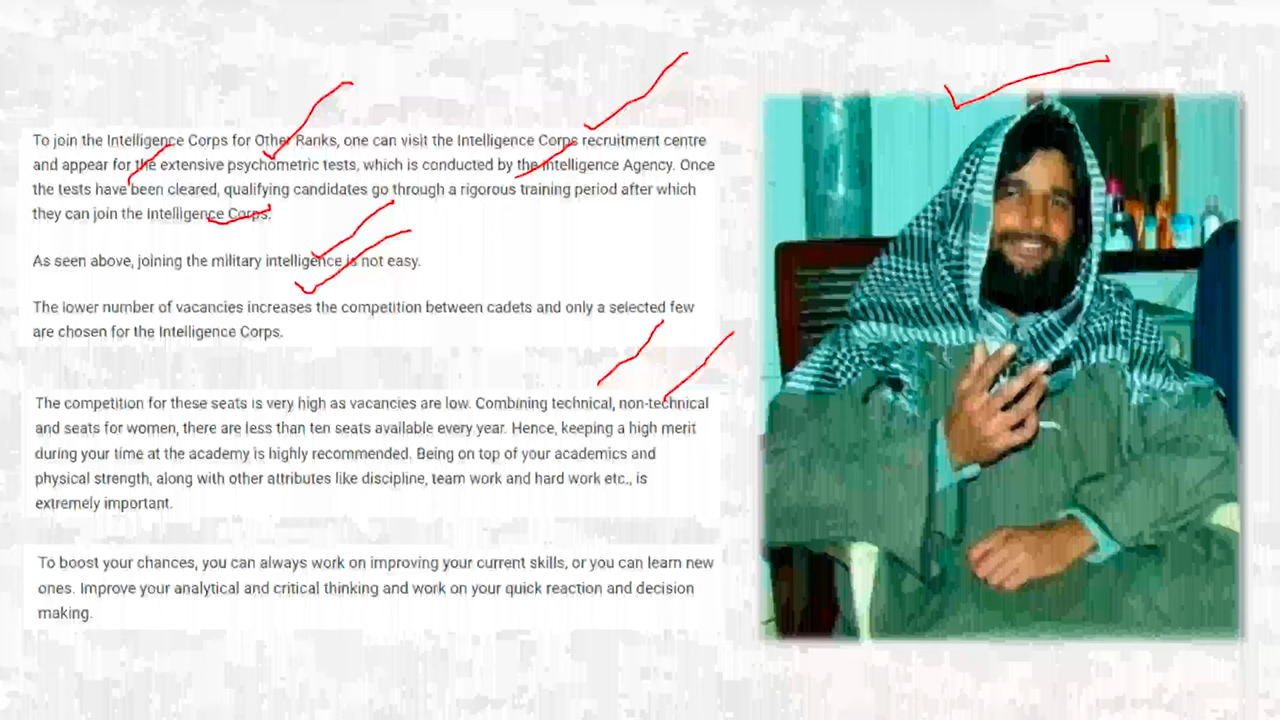 To join the Intelligence Corps for Other Ranks, one can visit the Intelligence Corps recruitment centre
and appear for the extensive psychometric tests, which is conducted by the Intelligence Agency. Once
the tests have been cleared, qualifying candidates go through a rigorous training period after which
they can join the Intelligence Corps.
As seen above, joining the military intelligence is not easy.
The lower number of vacancies increases the competition between cadets and only a selected few
are chosen for the Intelligence Corps.
The competition for these seats is very high as vacancies are low. Combining technical, non-technical
and seats for women, there are less than ten seats available every year. Hence, keeping a high merit
during your time at the academy is highly recommended. Being on top of your academics and
physical strength, along with other attributes like discipline, team work and hard work etc., is
extremely important.
To boost your chances, you can always work on improving your current skills, or you can learn new
ones. Improve your analytical and critical thinking and work on your quick reaction and decision
making.